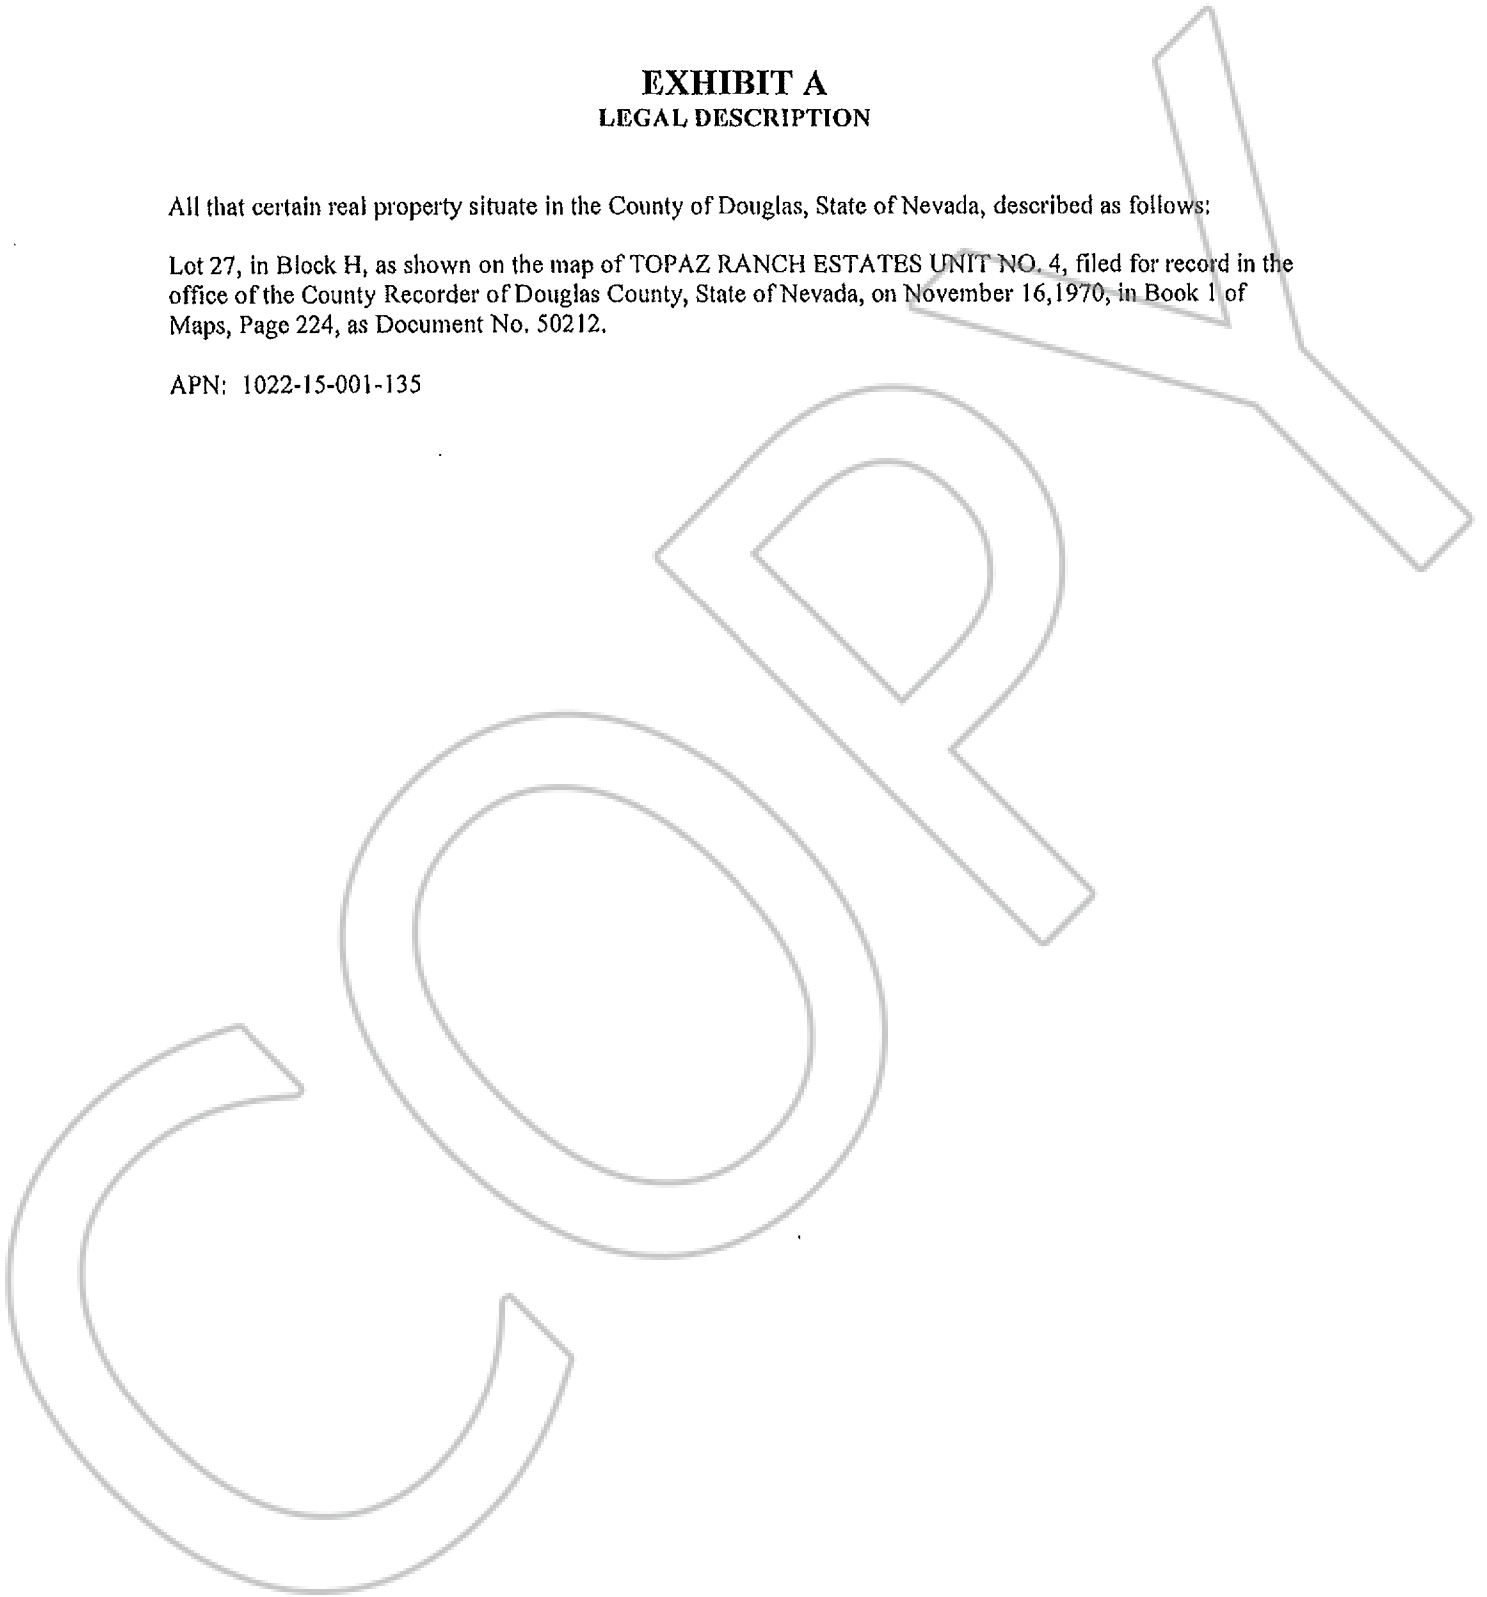 EXHIBIT A
LEGAL DESCRIPTION
All that certain real property situate in the County of Douglas, State of Nevada, described as follows:
Lot 27, in Block H, as shown on the map of TOPAZ RANCH ESTATES UNIT NO. 4, filed for record in the
office of the County Recorder of Douglas County, State of Nevada, on November 16,1970, in Book 1 of
Maps, Page 224, as Document No. 50212.
APN: 1022-15-001-135
COPY